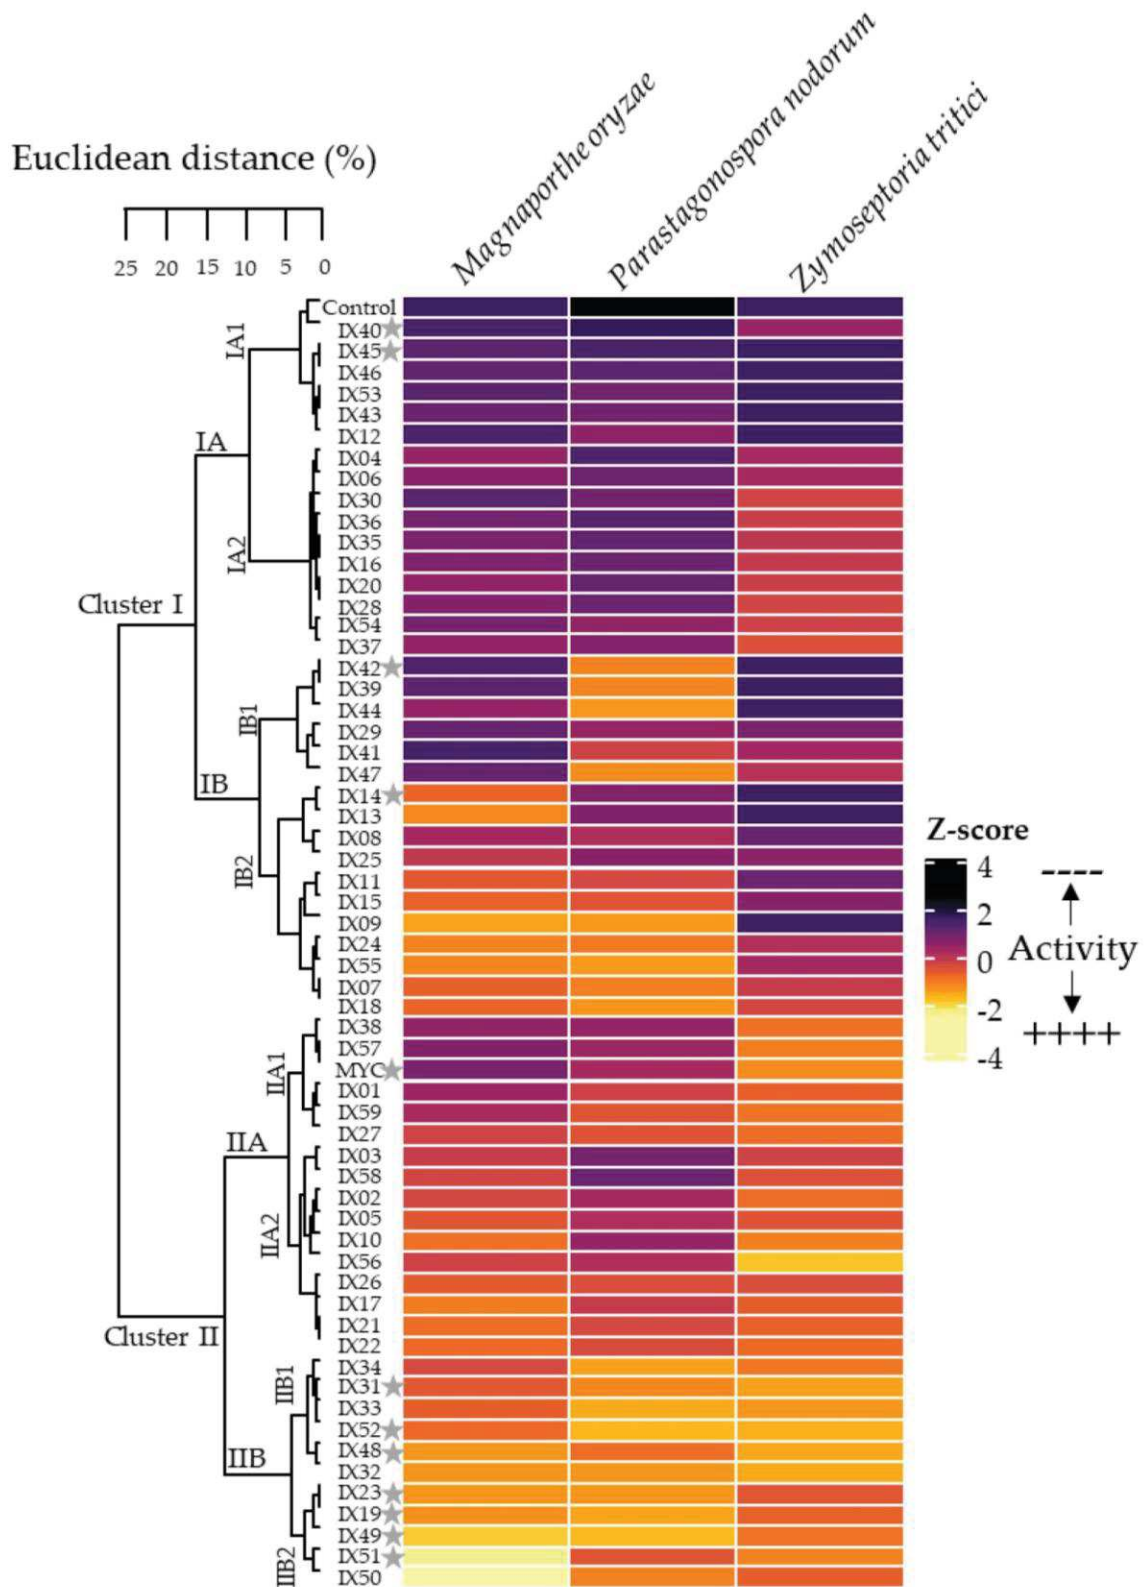 Magnaporthe oryzae
Parastagonospora nodorum
Zymoseptoria tritici
Euclidean distance (%)
25 20 15 10 5 0
Control
IX40
IX45
IX46
IX53
IX43
IX12
IX04
IX06
IX30
IX36
IX35
IX16
IX20
IX28
IX54
IX37
IX42
IX39
IX44
IX29
IX41
IX47
IX14
IX13
IX08
IX25
IX11
IX15
IX09
IX24
IX55
IX07
IX18
IX38
IX57
MYC
IX01
IX59
IX27
IX03
IX58
IX02
IX05
IX10
IX56
IX26
IX17
IX21
IX22
IX34
IX31
IX33
IX52
IX48
IX32
IX23
IX19
IX49
IX51
IX50
IA1
IA
IA2
Cluster I
IB1
IB
IB2
IIA1
IIA
IIA2
Cluster II
IIB1
IIB
IIB2
Z-score
4
2
0
-2
-4
----
Activity
++++